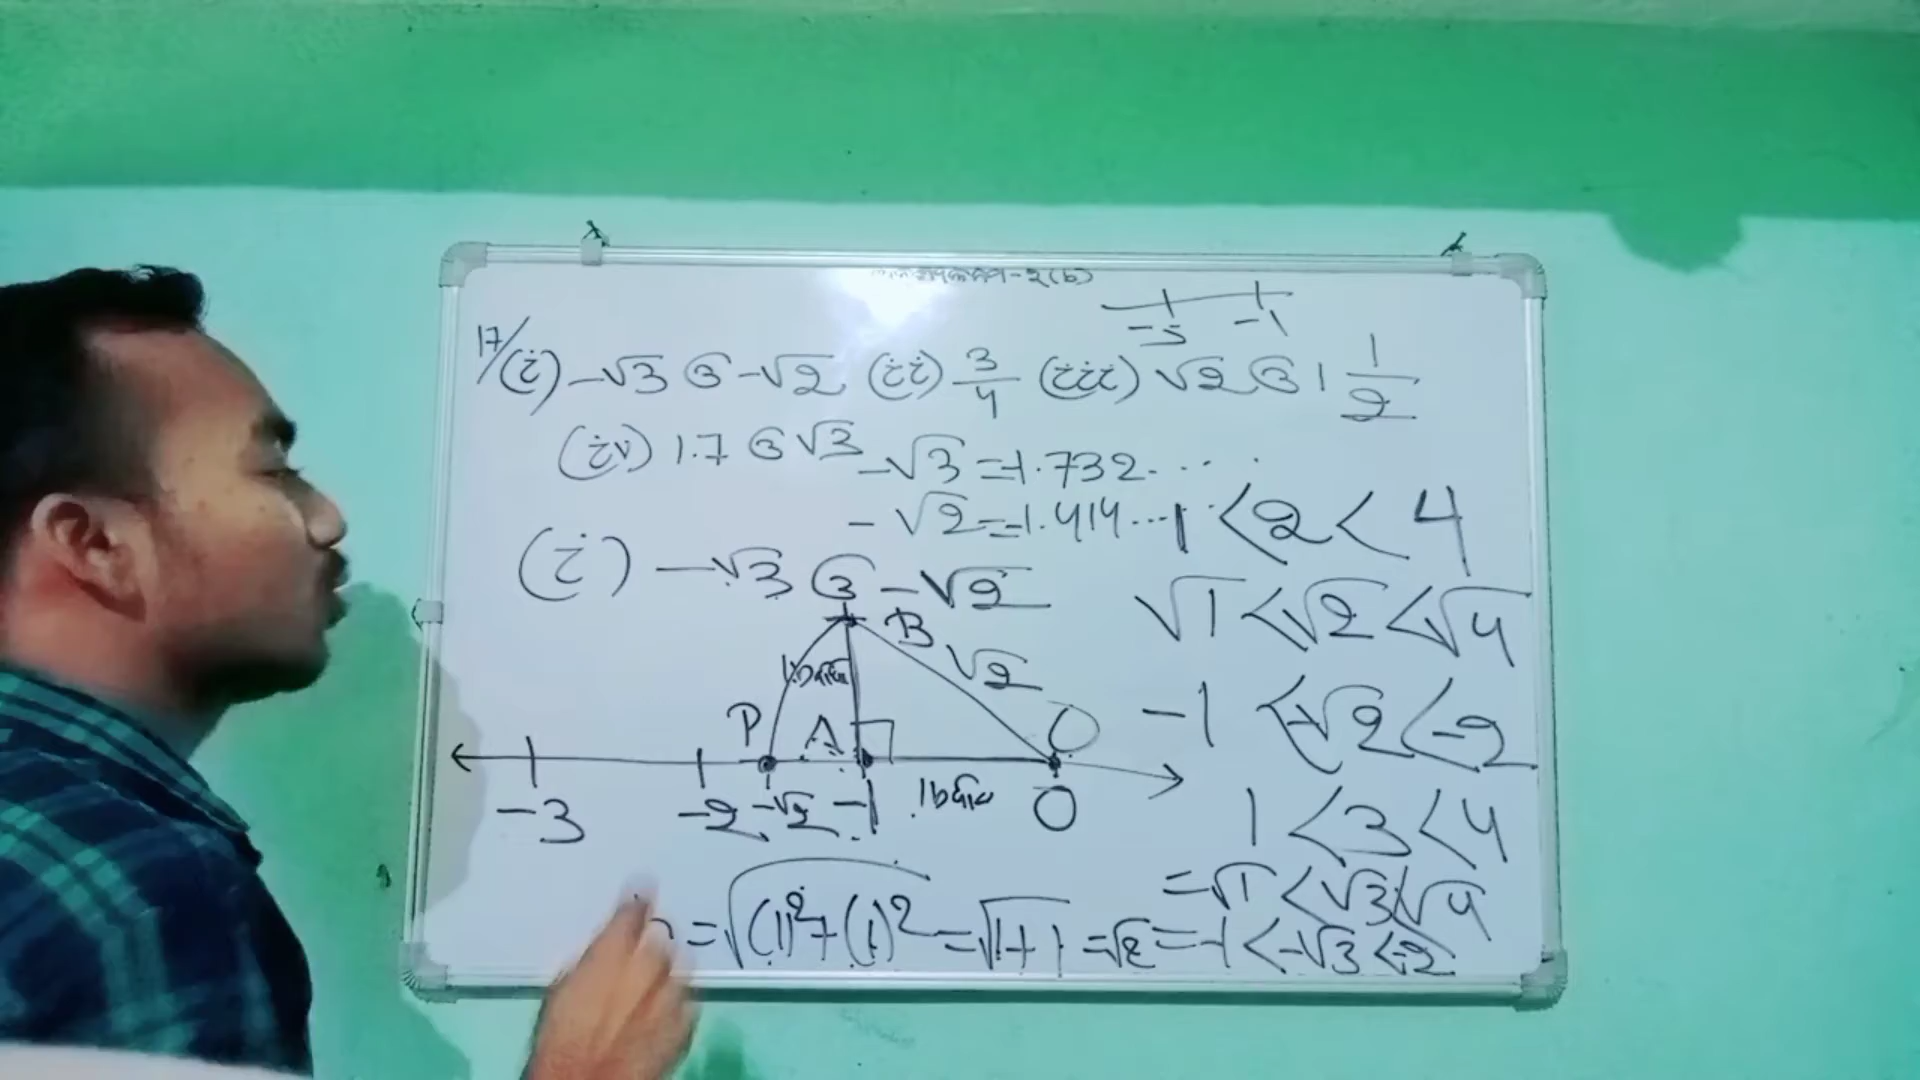 -2(b)
17/(i) -√3 ও -√2 (ii) 3/4 (iii) √2 ও 1 1/2
(iv) 1.7 ও √3
-√3 = -1.732...
-√2 = -1.414...
(i) -√3 ও -√2
B
√2
P A O
-3 -2 -√2 -1 0
= √(1)²+(1)² = √1+1 = √2
1 < 2 < 4
√1 < √2 < √4
-1 < -√2 < -2
1 < 3 < 4
= √1 < √3 < √4
= -1 < -√3 < -2